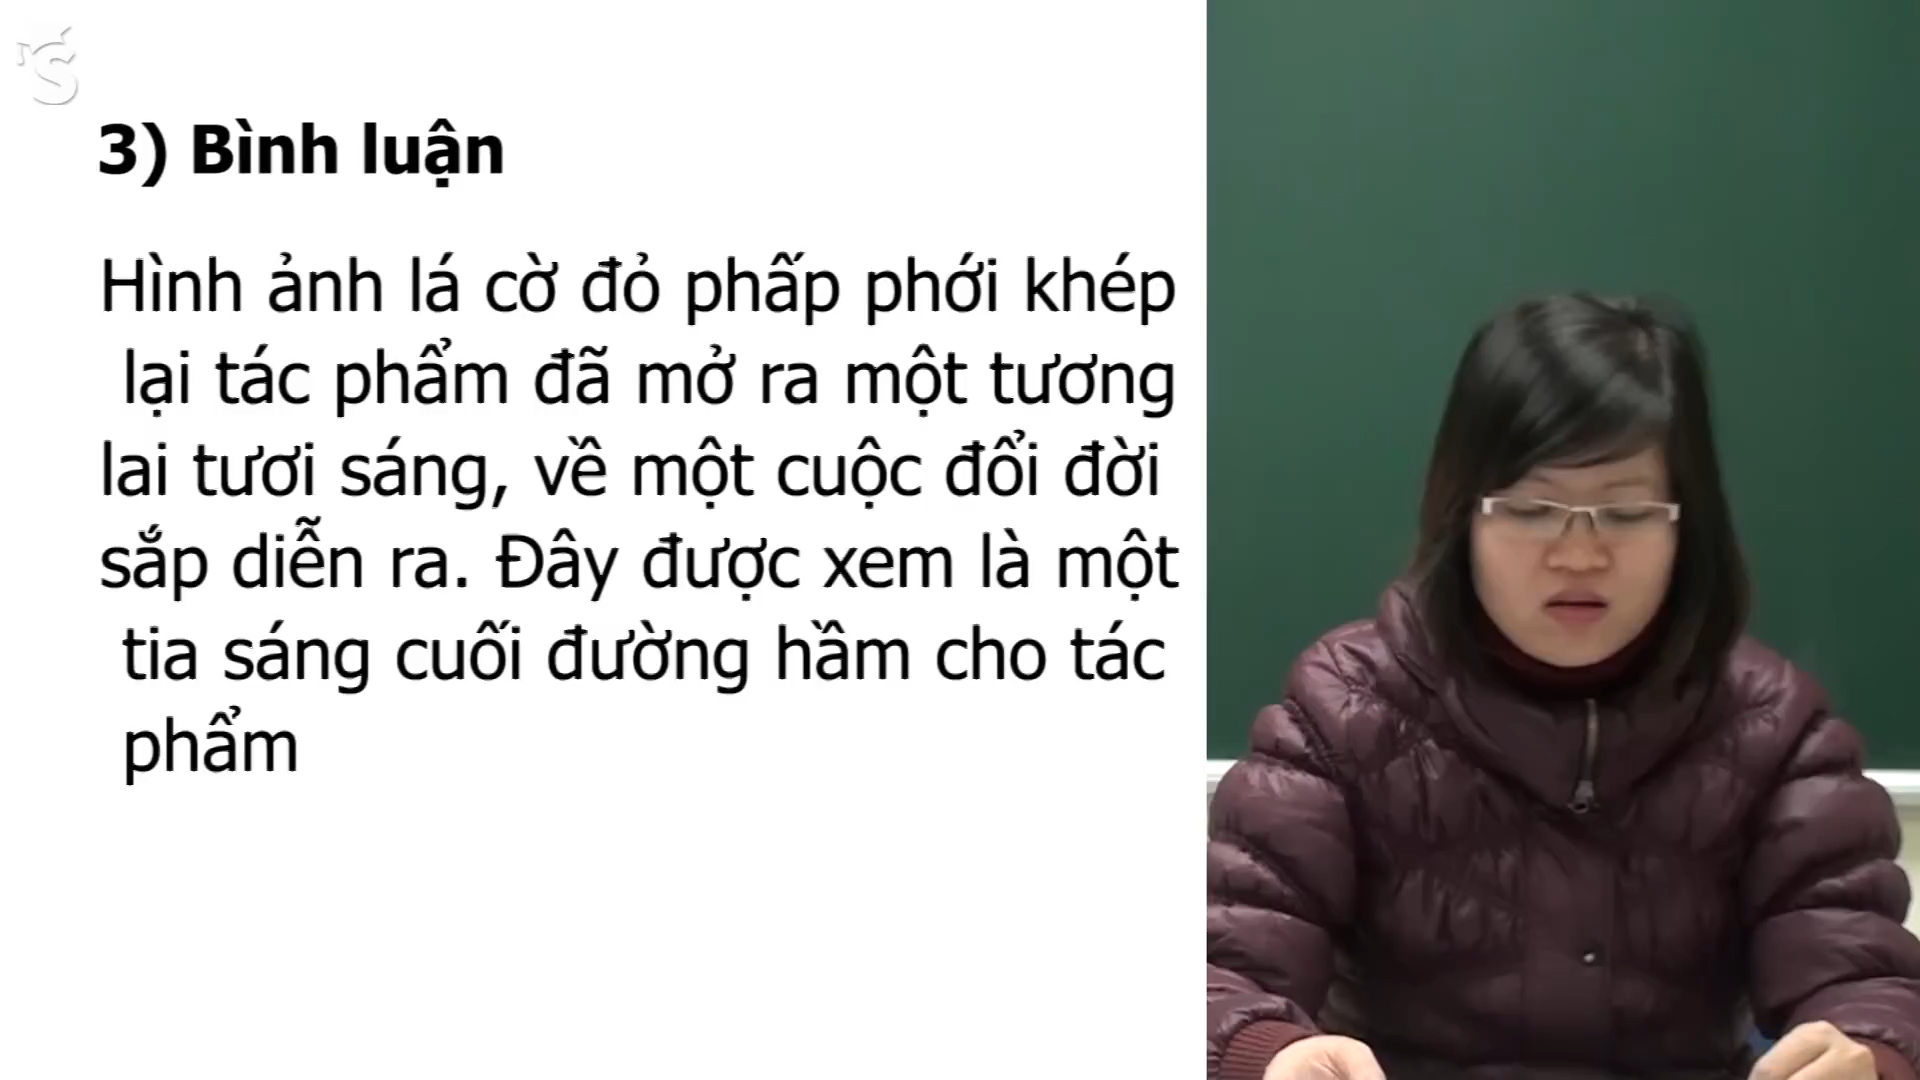 S
3) Bình luận
Hình ảnh lá cờ đỏ phấp phới khép
lại tác phẩm đã mở ra một tương
lai tươi sáng, về một cuộc đổi đời
sắp diễn ra. Đây được xem là một
tia sáng cuối đường hầm cho tác
phẩm